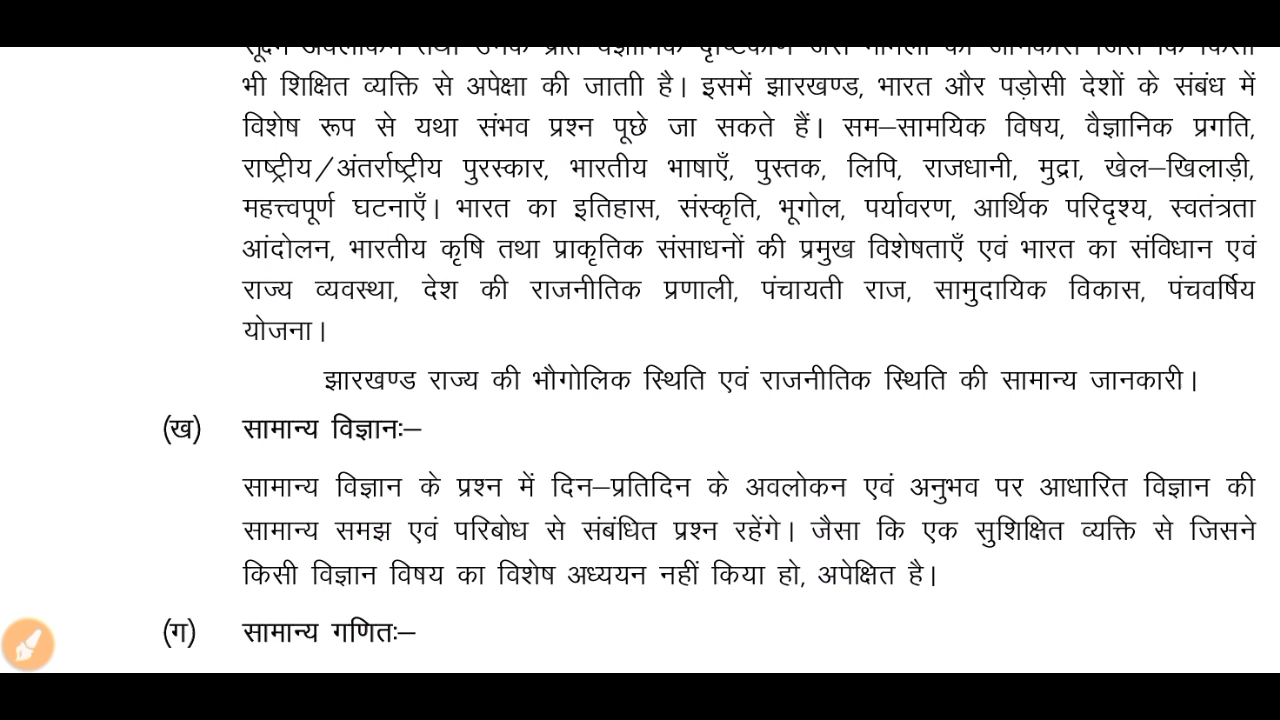 भी शिक्षित व्यक्ति से अपेक्षा की जाताी है। इसमें झारखण्ड, भारत और पड़ोसी देशों के संबंध में
विशेष रूप से यथा संभव प्रश्न पूछे जा सकते हैं। सम–सामयिक विषय, वैज्ञानिक प्रगति,
राष्ट्रीय/अंतर्राष्ट्रीय पुरस्कार, भारतीय भाषाएँ, पुस्तक, लिपि, राजधानी, मुद्रा, खेल–खिलाड़ी,
महत्त्वपूर्ण घटनाएँ। भारत का इतिहास, संस्कृति, भूगोल, पर्यावरण, आर्थिक परिदृश्य, स्वतंत्रता
आंदोलन, भारतीय कृषि तथा प्राकृतिक संसाधनों की प्रमुख विशेषताएँ एवं भारत का संविधान एवं
राज्य व्यवस्था, देश की राजनीतिक प्रणाली, पंचायती राज, सामुदायिक विकास, पंचवर्षिय
योजना।
झारखण्ड राज्य की भौगोलिक स्थिति एवं राजनीतिक स्थिति की सामान्य जानकारी।
(ख) सामान्य विज्ञानः–
सामान्य विज्ञान के प्रश्न में दिन–प्रतिदिन के अवलोकन एवं अनुभव पर आधारित विज्ञान की
सामान्य समझ एवं परिबोध से संबंधित प्रश्न रहेंगे। जैसा कि एक सुशिक्षित व्यक्ति से जिसने
किसी विज्ञान विषय का विशेष अध्ययन नहीं किया हो, अपेक्षित है।
(ग) सामान्य गणितः–